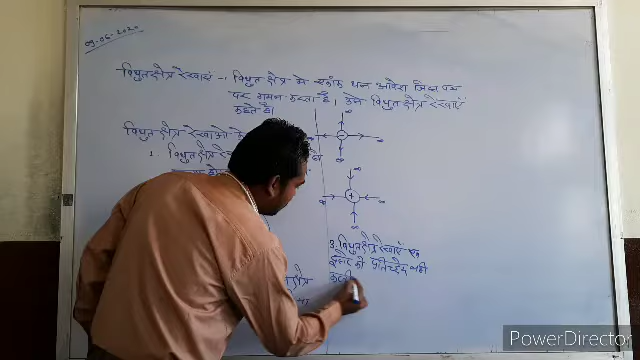 09-06-2020
विद्युत क्षेत्र रेखाएं -: विद्युत क्षेत्र मे एकांक धन आवेश जिस पथ
पर गमन करता है। उसे विद्युत क्षेत्र रेखाएं
कहते है।
विद्युत क्षेत्र रेखाओ के
1. विद्युत क्षेत्र
∞
∞ - ∞
∞
∞
∞ + ∞
∞
3. विद्युत क्षेत्र रेखाएं एक
दूसरे को प्रतिच्छेद नही
करती
क्षेत्र
PowerDirector